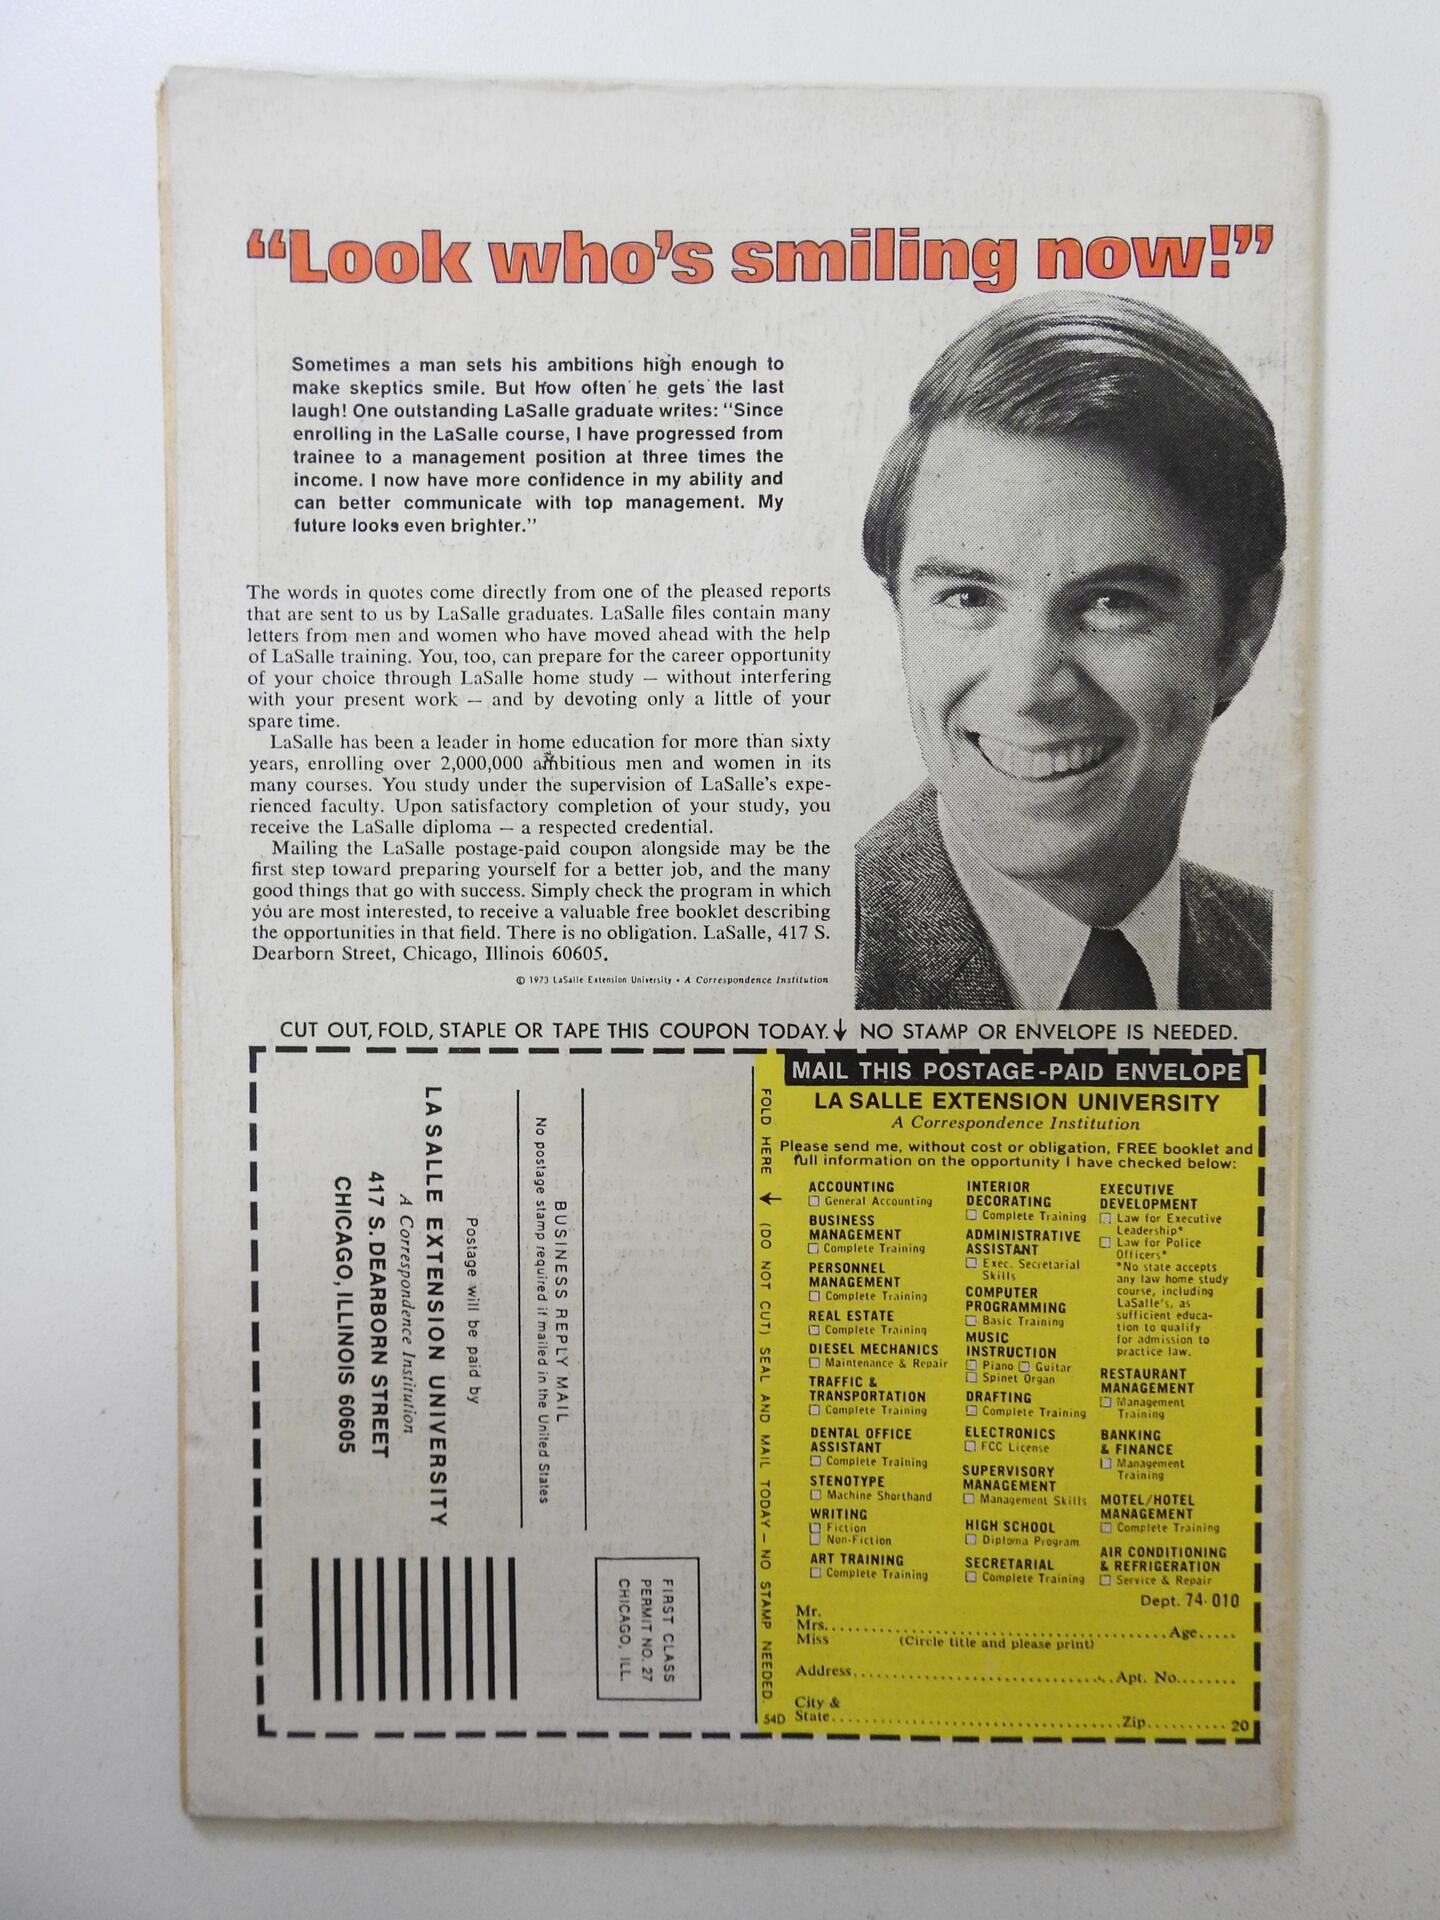 “Look who’s smiling now!”
Sometimes a man sets his ambitions high enough to
make skeptics smile. But how often he gets the last
laugh! One outstanding LaSalle graduate writes: “Since
enrolling in the LaSalle course, I have progressed from
trainee to a management position at three times the
income. I now have more confidence in my ability and
can better communicate with top management. My
future looks even brighter.”
The words in quotes come directly from one of the pleased reports
that are sent to us by LaSalle graduates. LaSalle files contain many
letters from men and women who have moved ahead with the help
of LaSalle training. You, too, can prepare for the career opportunity
of your choice through LaSalle home study — without interfering
with your present work — and by devoting only a little of your
spare time.
LaSalle has been a leader in home education for more than sixty
years, enrolling over 2,000,000 ambitious men and women in its
many courses. You study under the supervision of LaSalle’s expe-
rienced faculty. Upon satisfactory completion of your study, you
receive the LaSalle diploma — a respected credential.
Mailing the LaSalle postage-paid coupon alongside may be the
first step toward preparing yourself for a better job, and the many
good things that go with success. Simply check the program in which
you are most interested, to receive a valuable free booklet describing
the opportunities in that field. There is no obligation. LaSalle, 417 S.
Dearborn Street, Chicago, Illinois 60605.
© 1973 LaSalle Extension University • A Correspondence Institution
CUT OUT, FOLD, STAPLE OR TAPE THIS COUPON TODAY.↓ NO STAMP OR ENVELOPE IS NEEDED.
FIRST CLASS
PERMIT NO. 27
CHICAGO, ILL.
BUSINESS REPLY MAIL
No postage stamp required if mailed in the United States
Postage will be paid by
LASALLE EXTENSION UNIVERSITY
A Correspondence Institution
417 S. DEARBORN STREET
CHICAGO, ILLINOIS 60605
FOLD HERE ↓ (DO NOT CUT) SEAL AND MAIL TODAY — NO STAMP NEEDED.
54D
MAIL THIS POSTAGE-PAID ENVELOPE
LA SALLE EXTENSION UNIVERSITY
A Correspondence Institution
Please send me, without cost or obligation, FREE booklet and
full information on the opportunity I have checked below:
ACCOUNTING
☐ General Accounting
BUSINESS
MANAGEMENT
☐ Complete Training
PERSONNEL
MANAGEMENT
☐ Complete Training
REAL ESTATE
☐ Complete Training
DIESEL MECHANICS
☐ Maintenance & Repair
TRAFFIC &
TRANSPORTATION
☐ Complete Training
DENTAL OFFICE
ASSISTANT
☐ Complete Training
STENOTYPE
☐ Machine Shorthand
WRITING
☐ Fiction
☐ Non-Fiction
ART TRAINING
☐ Complete Training
INTERIOR
DECORATING
☐ Complete Training
ADMINISTRATIVE
ASSISTANT
☐ Exec. Secretarial
Skills
COMPUTER
PROGRAMMING
☐ Basic Training
MUSIC
INSTRUCTION
☐ Piano ☐ Guitar
☐ Spinet Organ
DRAFTING
☐ Complete Training
ELECTRONICS
☐ FCC License
SUPERVISORY
MANAGEMENT
☐ Management Skills
HIGH SCHOOL
☐ Diploma Program
SECRETARIAL
☐ Complete Training
EXECUTIVE
DEVELOPMENT
☐ Law for Executive
Leadership*
☐ Law for Police
Officers*
*No state accepts
any law home study
course, including
LaSalle’s, as
sufficient educa-
tion to qualify
for admission to
practice law.
RESTAURANT
MANAGEMENT
☐ Management
Training
BANKING
& FINANCE
☐ Management
Training
MOTEL/HOTEL
MANAGEMENT
☐ Complete Training
AIR CONDITIONING
& REFRIGERATION
☐ Service & Repair
Dept. 74-010
Mr.
Mrs. Age
Miss (Circle title and please print)
Address Apt. No.
City &
State Zip 20